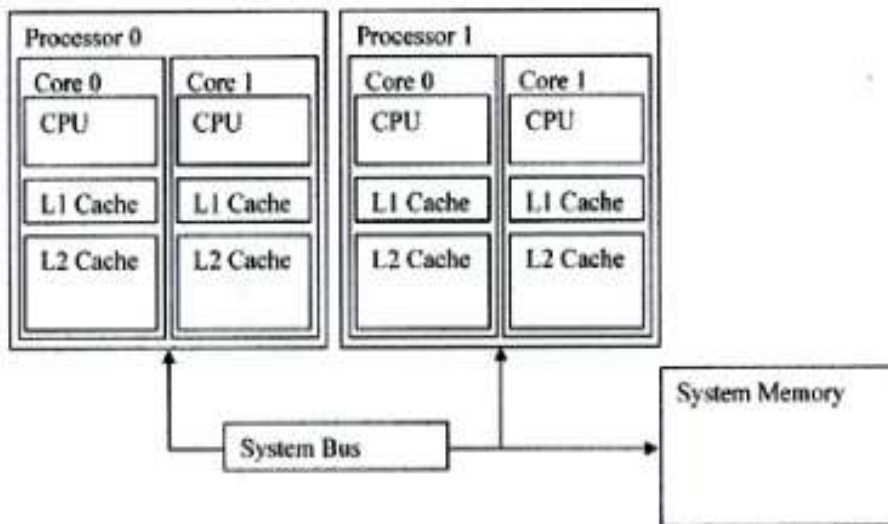 Processor 0
Processor 1
Core 0
Core 1
Core 0
Core 1
CPU
CPU
CPU
CPU
L1 Cache
L1 Cache
L1 Cache
L1 Cache
L2 Cache
L2 Cache
L2 Cache
L2 Cache
System Memory
System Bus